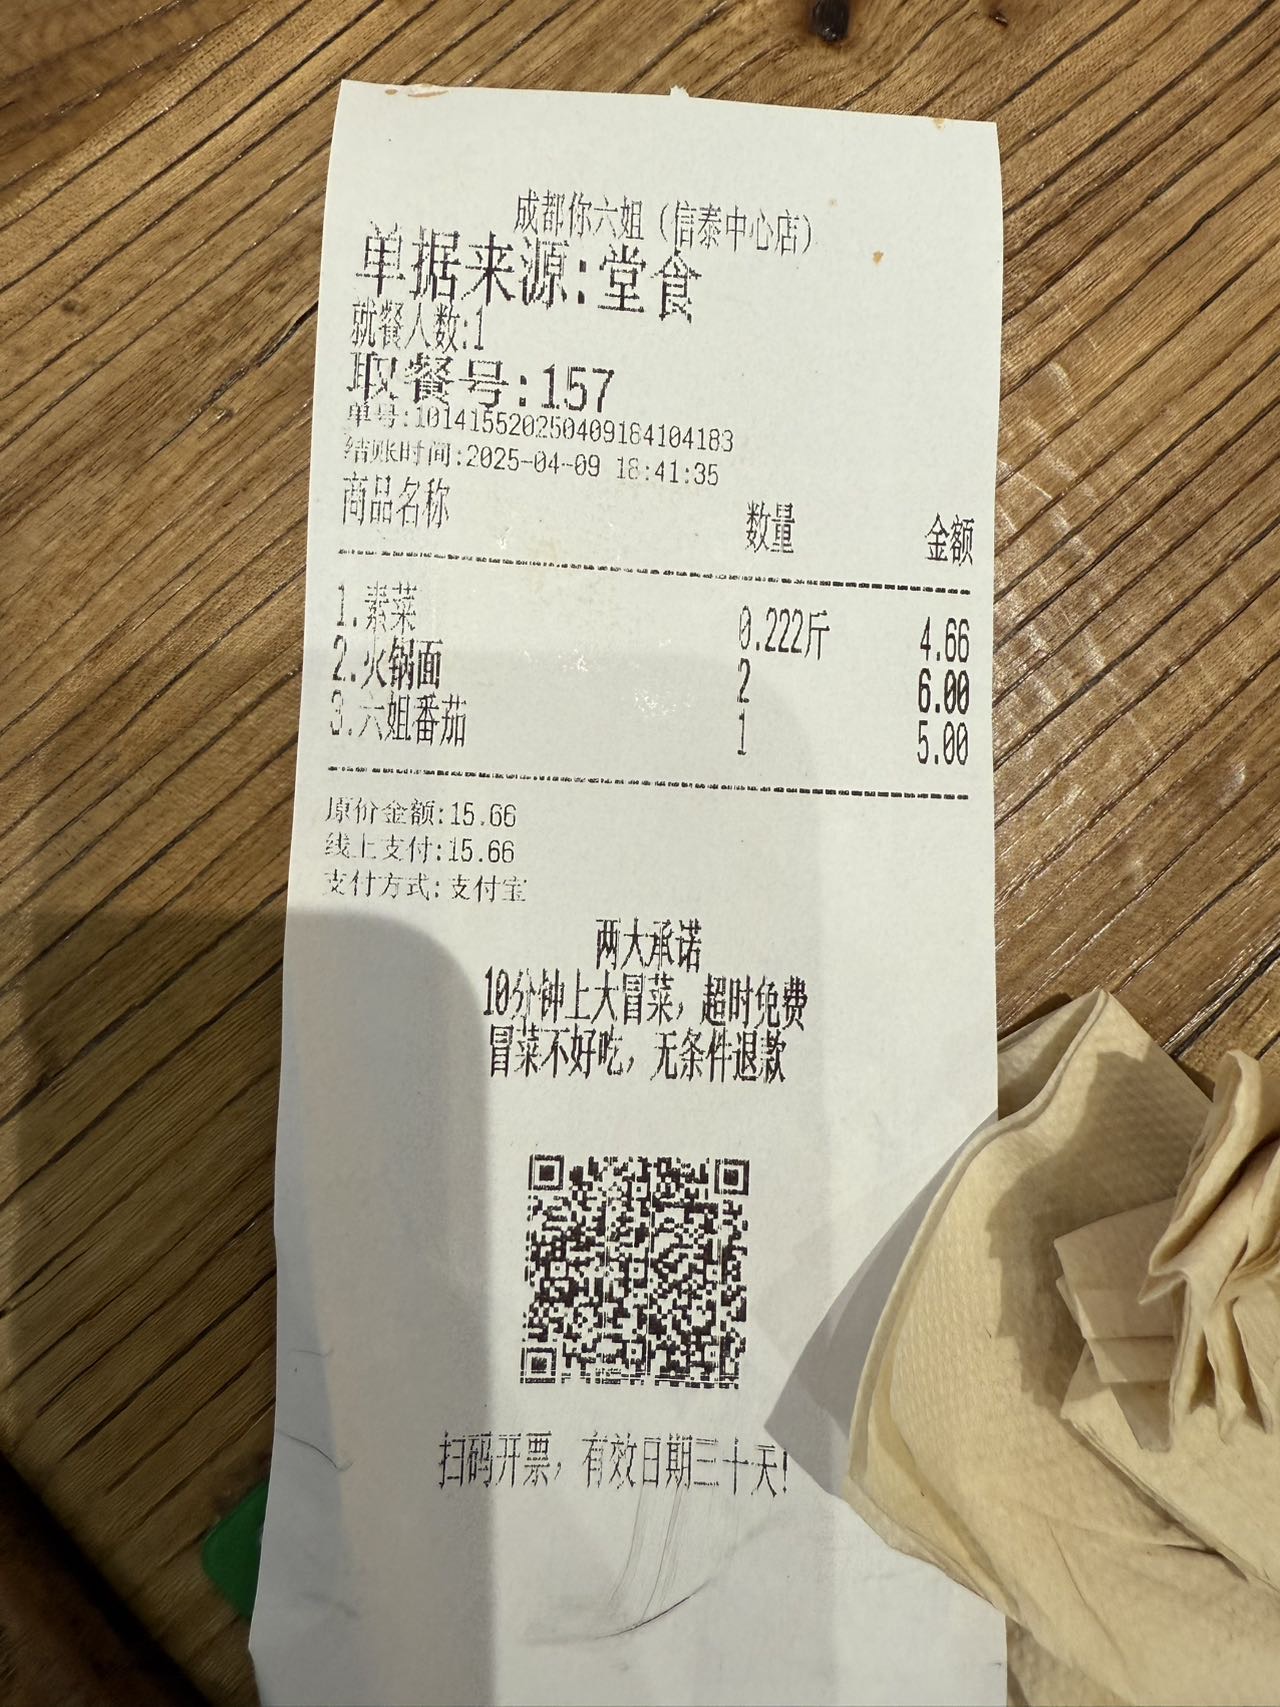 成都你六姐（信泰中心店）
单据来源:堂食
就餐人数:1
取餐号:157
单号:101415520250409184104183
结账时间:2025-04-09 18:41:35
商品名称 数量 金额
1.素菜 0.222斤 4.66
2.火锅面 2 6.00
3.六姐番茄 1 5.00
原价金额:15.66
线上支付:15.66
支付方式:支付宝
两大承诺
10分钟上大冒菜，超时免费
冒菜不好吃，无条件退款
扫码开票，有效日期三十天!